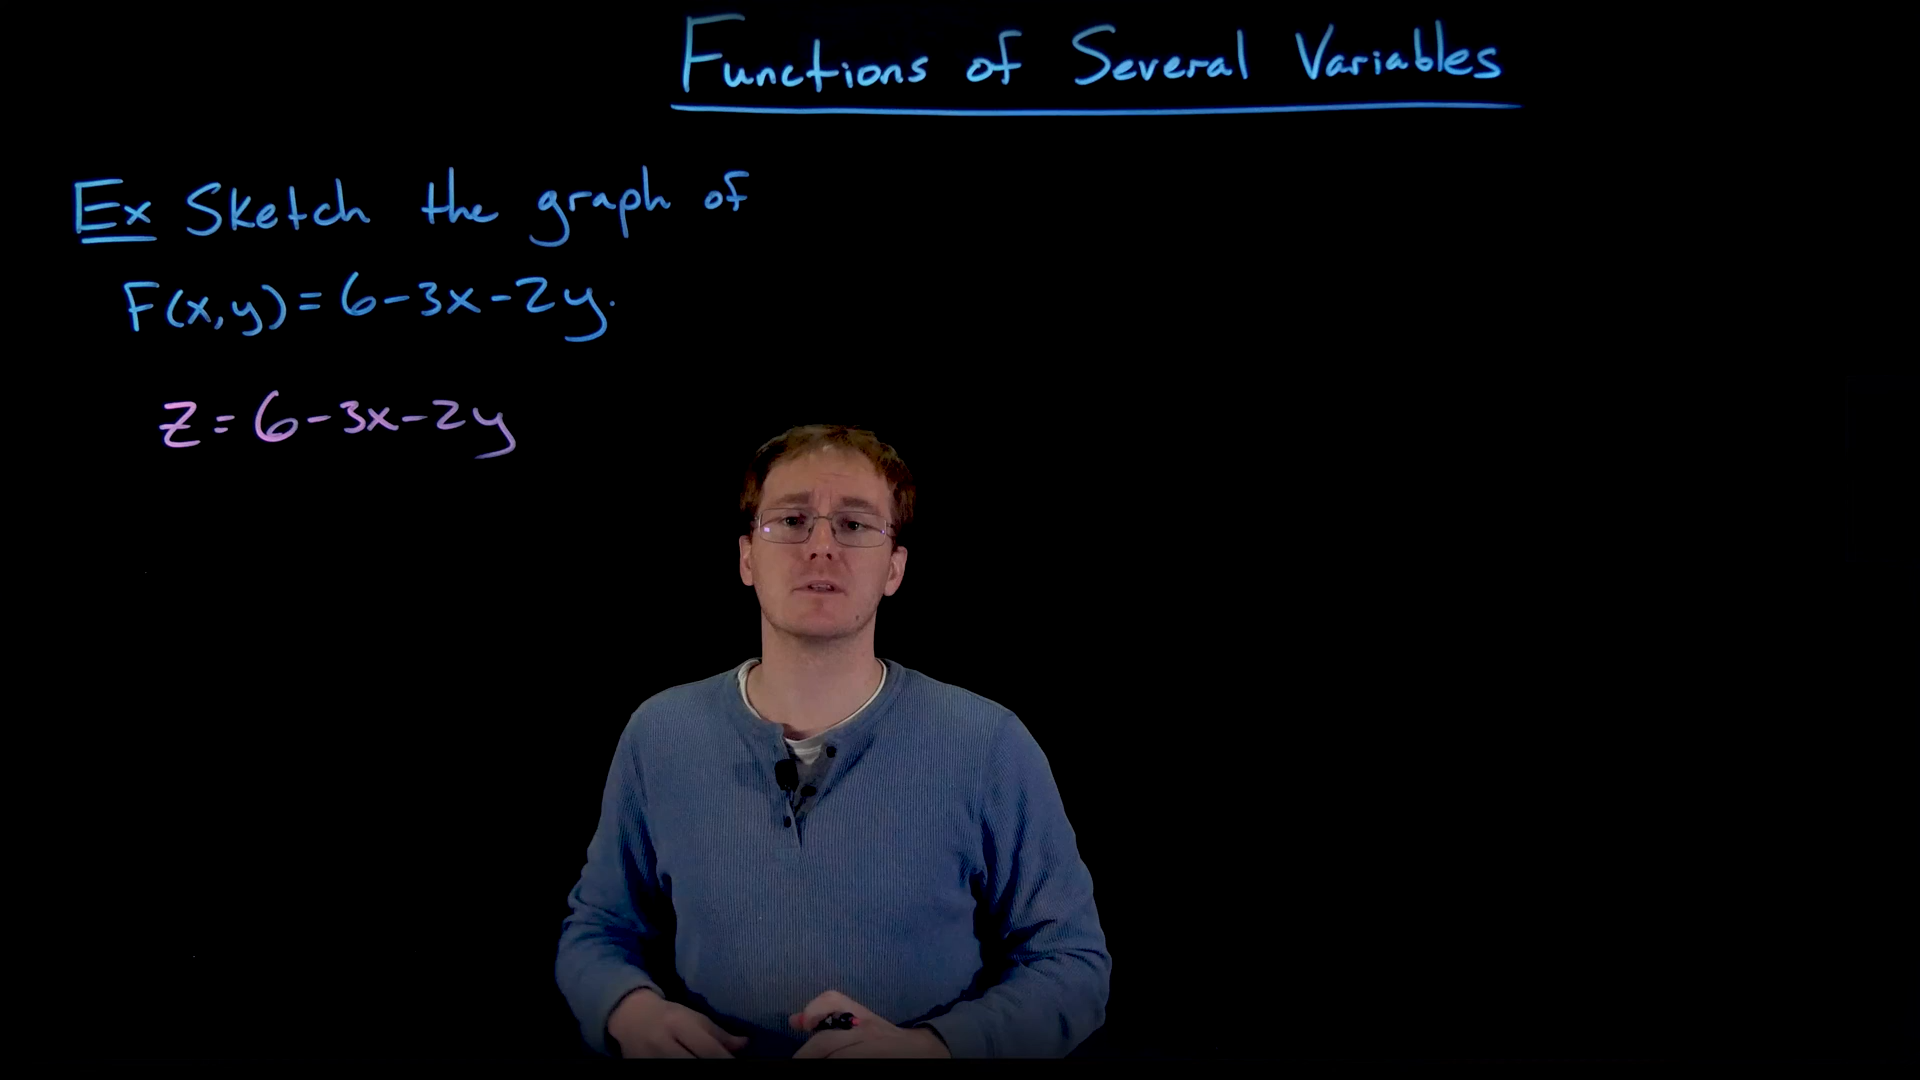 Functions of Several Variables
Ex Sketch the graph of
F(x,y)=6-3x-2y.
z=6-3x-2y